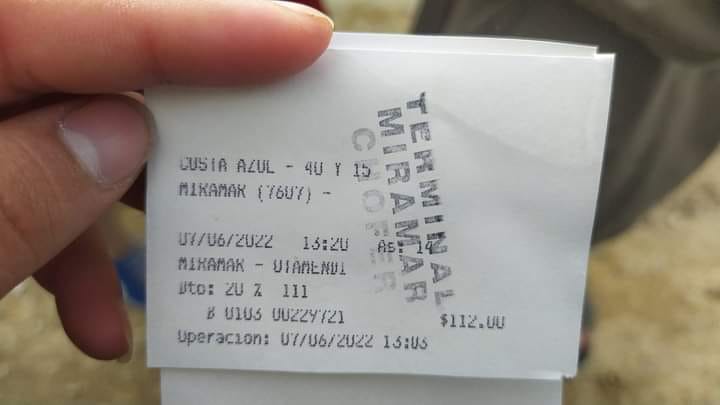 COSTA AZUL - 40 Y 15
MIRAMAR (7607) -
07/06/2022 13:20 As: 14
MIRAMAR - OTAMENDI
Dto: 20 % 111
B 0103 00229721
$112.00
Operacion: 07/06/2022 13:03
TERMINAL
MIRAMAR
CHOFER